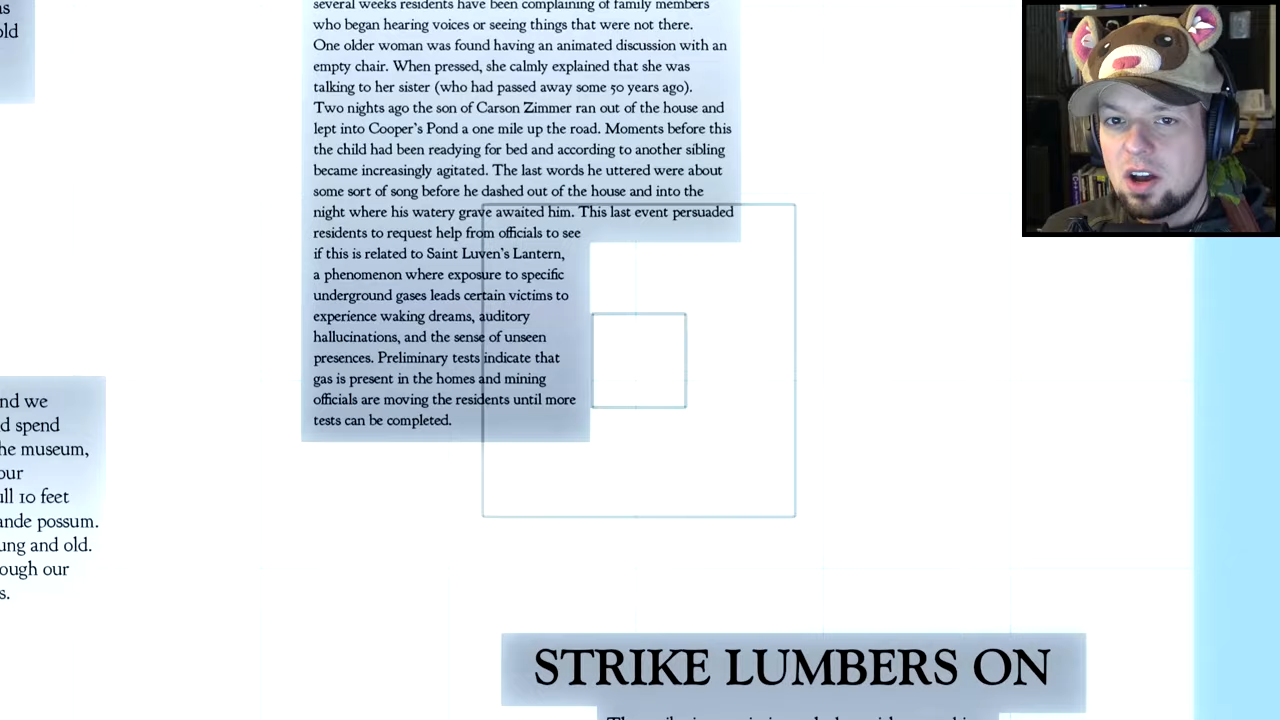 old
several weeks residents have been complaining of family members
who began hearing voices or seeing things that were not there.
One older woman was found having an animated discussion with an
empty chair. When pressed, she calmly explained that she was
talking to her sister (who had passed away some 50 years ago).
Two nights ago the son of Carson Zimmer ran out of the house and
lept into Cooper's Pond a one mile up the road. Moments before this
the child had been readying for bed and according to another sibling
became increasingly agitated. The last words he uttered were about
some sort of song before he dashed out of the house and into the
night where his watery grave awaited him. This last event persuaded
residents to request help from officials to see
if this is related to Saint Luven's Lantern,
a phenomenon where exposure to specific
underground gases leads certain victims to
experience waking dreams, auditory
hallucinations, and the sense of unseen
presences. Preliminary tests indicate that
gas is present in the homes and mining
officials are moving the residents until more
tests can be completed.
nd we
d spend
he museum,
our
ull 10 feet
ande possum.
ung and old.
ough our
s.
STRIKE LUMBERS ON